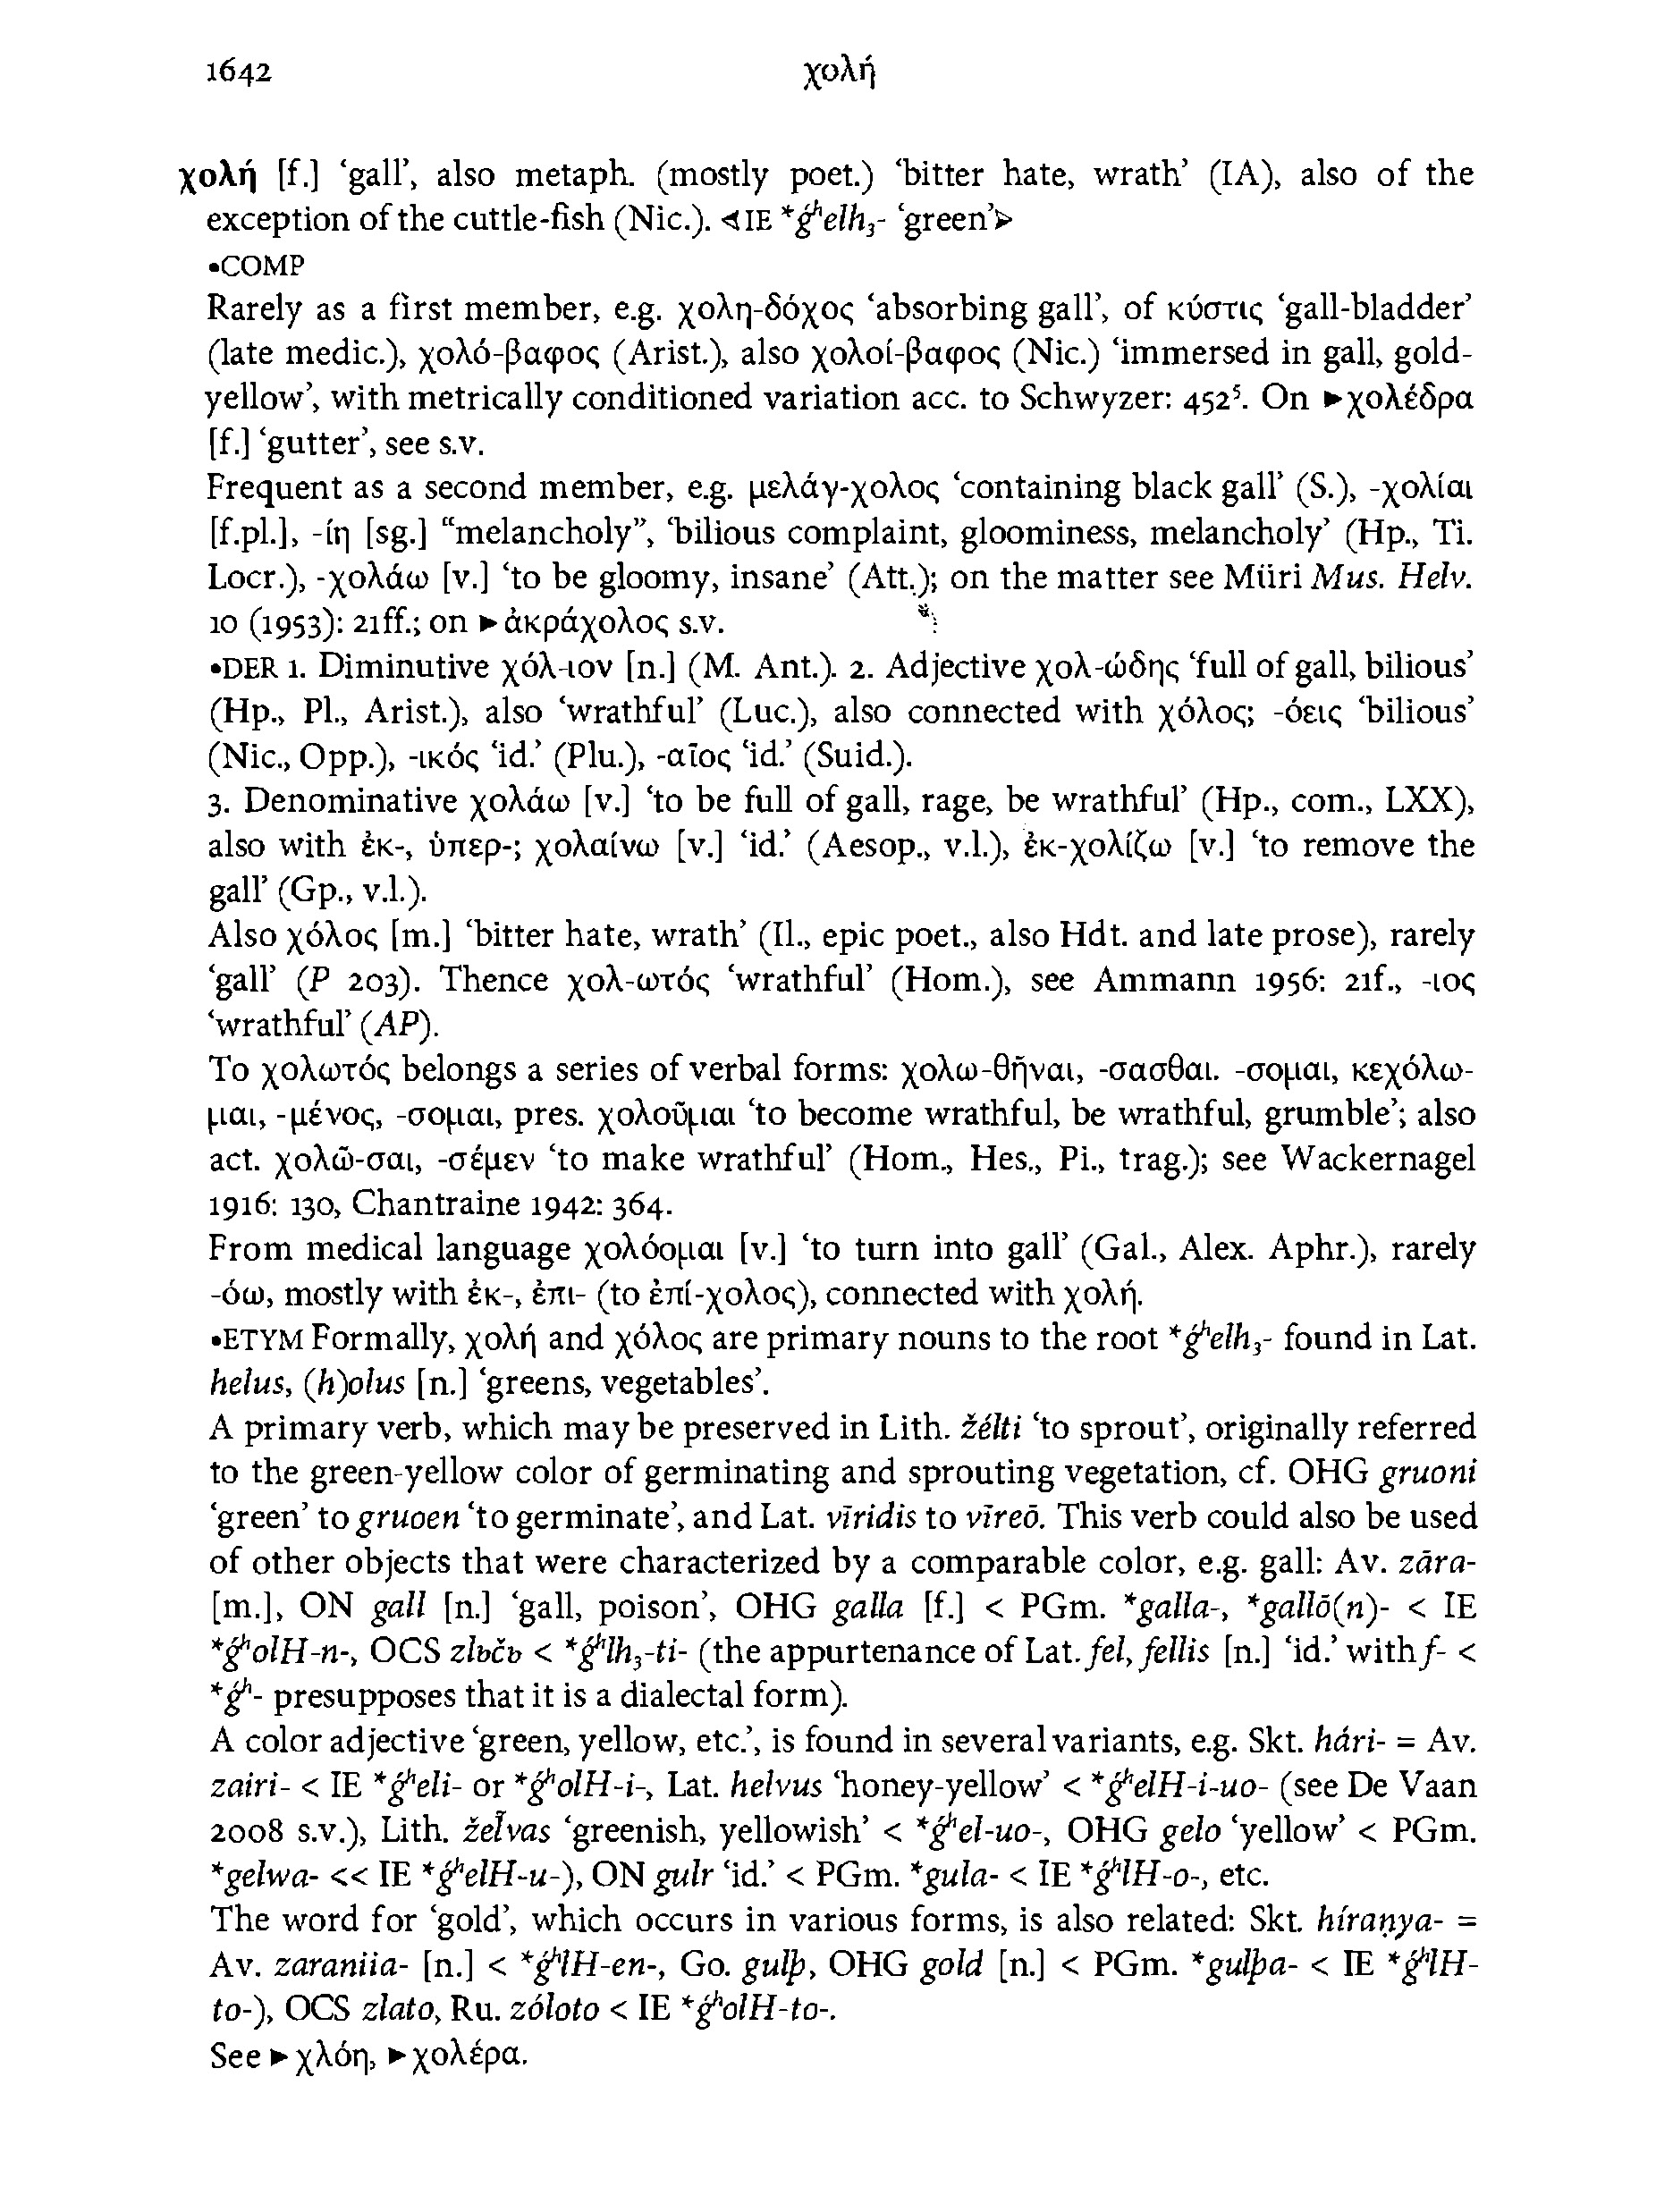 1642 χολή
χολή [f.] ‘gall’, also metaph. (mostly poet.) ‘bitter hate, wrath’ (IA), also of the
exception of the cuttle-fish (Nic.). ⊲IE *ǵʰelh₃- ‘green’⊳
•COMP
Rarely as a first member, e.g. χολη-δόχος ‘absorbing gall’, of κύστις ‘gall-bladder’
(late medic.), χολό-βαφος (Arist.), also χολοί-βαφος (Nic.) ‘immersed in gall, gold-
yellow’, with metrically conditioned variation acc. to Schwyzer: 452⁵. On ►χολέδρα
[f.] ‘gutter’, see s.v.
Frequent as a second member, e.g. μελάγ-χολος ‘containing black gall’ (S.), -χολίαι
[f.pl.], -ίη [sg.] “melancholy”, ‘bilious complaint, gloominess, melancholy’ (Hp., Ti.
Locr.), -χολάω [v.] ‘to be gloomy, insane’ (Att.); on the matter see Müri Mus. Helv.
10 (1953): 21ff.; on ►ἀκράχολος s.v.
•DER 1. Diminutive χόλ-ιον [n.] (M. Ant.). 2. Adjective χολ-ώδης ‘full of gall, bilious’
(Hp., Pl., Arist.), also ‘wrathful’ (Luc.), also connected with χόλος; -όεις ‘bilious’
(Nic., Opp.), -ικός ‘id.’ (Plu.), -αῖος ‘id.’ (Suid.).
3. Denominative χολάω [v.] ‘to be full of gall, rage, be wrathful’ (Hp., com., LXX),
also with ἐκ-, ὑπερ-; χολαίνω [v.] ‘id.’ (Aesop., v.l.), ἐκ-χολίζω [v.] ‘to remove the
gall’ (Gp., v.l.).
Also χόλος [m.] ‘bitter hate, wrath’ (Il., epic poet., also Hdt. and late prose), rarely
‘gall’ (P 203). Thence χολ-ωτός ‘wrathful’ (Hom.), see Ammann 1956: 21f., -ιος
‘wrathful’ (AP).
To χολωτός belongs a series of verbal forms: χολω-θῆναι, -σασθαι. -σομαι, κεχόλω-
μαι, -μένος, -σομαι, pres. χολοῦμαι ‘to become wrathful, be wrathful, grumble’; also
act. χολῶ-σαι, -σέμεν ‘to make wrathful’ (Hom., Hes., Pi., trag.); see Wackernagel
1916: 130, Chantraine 1942: 364.
From medical language χολόομαι [v.] ‘to turn into gall’ (Gal., Alex. Aphr.), rarely
-όω, mostly with ἐκ-, ἐπι- (to ἐπί-χολος), connected with χολή.
•ETYM Formally, χολή and χόλος are primary nouns to the root *ǵʰelh₃- found in Lat.
helus, (h)olus [n.] ‘greens, vegetables’.
A primary verb, which may be preserved in Lith. žélti ‘to sprout’, originally referred
to the green-yellow color of germinating and sprouting vegetation, cf. OHG gruoni
‘green’ to gruoen ‘to germinate’, and Lat. vīridis to vīreō. This verb could also be used
of other objects that were characterized by a comparable color, e.g. gall: Av. zāra-
[m.], ON gall [n.] ‘gall, poison’, OHG galla [f.] < PGm. *galla-, *gallō(n)- < IE
*ǵʰolH-n-, OCS zlьčь < *ǵʰlh₃-ti- (the appurtenance of Lat. fel, fellis [n.] ‘id.’ with f- <
*ǵʰ- presupposes that it is a dialectal form).
A color adjective ‘green, yellow, etc.’, is found in several variants, e.g. Skt. hári- = Av.
zairi- < IE *ǵʰeli- or *ǵʰolH-i-, Lat. helvus ‘honey-yellow’ < *ǵʰelH-i-uo- (see De Vaan
2008 s.v.), Lith. žel̃vas ‘greenish, yellowish’ < *ǵʰel-uo-, OHG gelo ‘yellow’ < PGm.
*gelwa- << IE *ǵʰelH-u-), ON gulr ‘id.’ < PGm. *gula- < IE *ǵʰlH-o-, etc.
The word for ‘gold’, which occurs in various forms, is also related: Skt. híraṇya- =
Av. zaraniia- [n.] < *ǵʰlH-en-, Go. gulþ, OHG gold [n.] < PGm. *gulþa- < IE *ǵʰlH-
to-), OCS zlato, Ru. zóloto < IE *ǵʰolH-to-.
See ►χλόη, ►χολέρα.